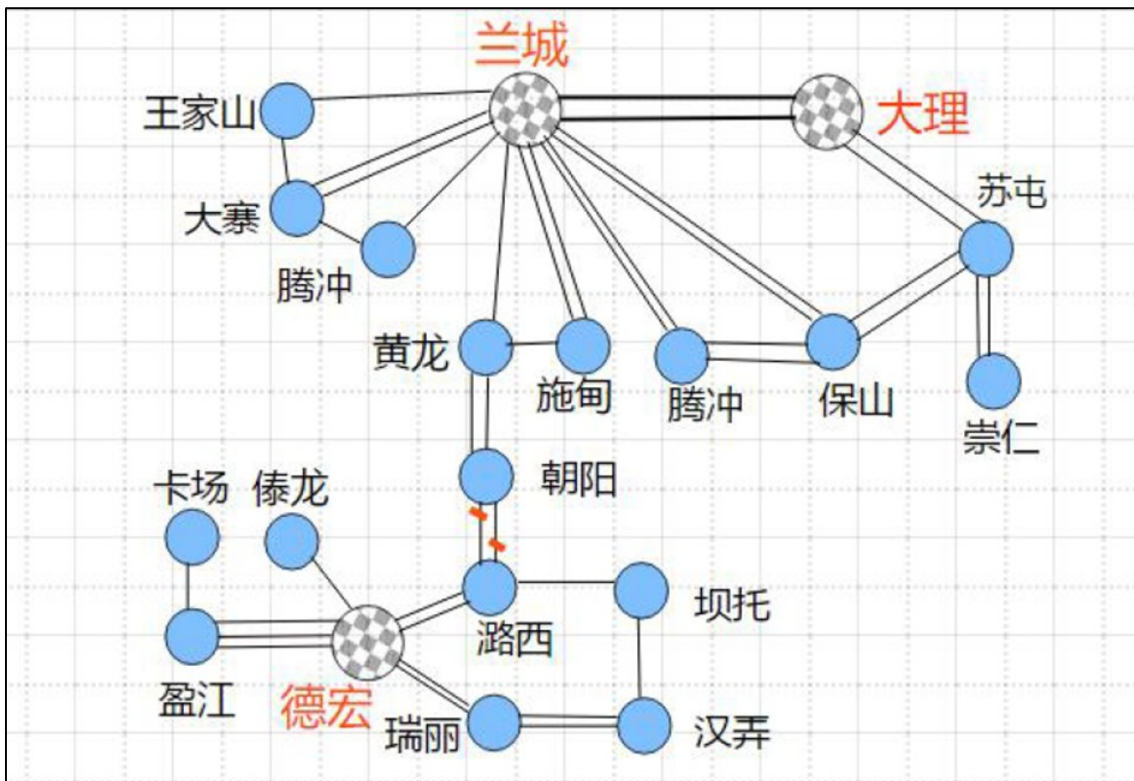 兰城
王家山
大理
苏屯
大寨
腾冲
黄龙
施甸
腾冲
保山
崇仁
朝阳
卡场
傣龙
坝托
潞西
盈江
德宏
瑞丽
汉弄